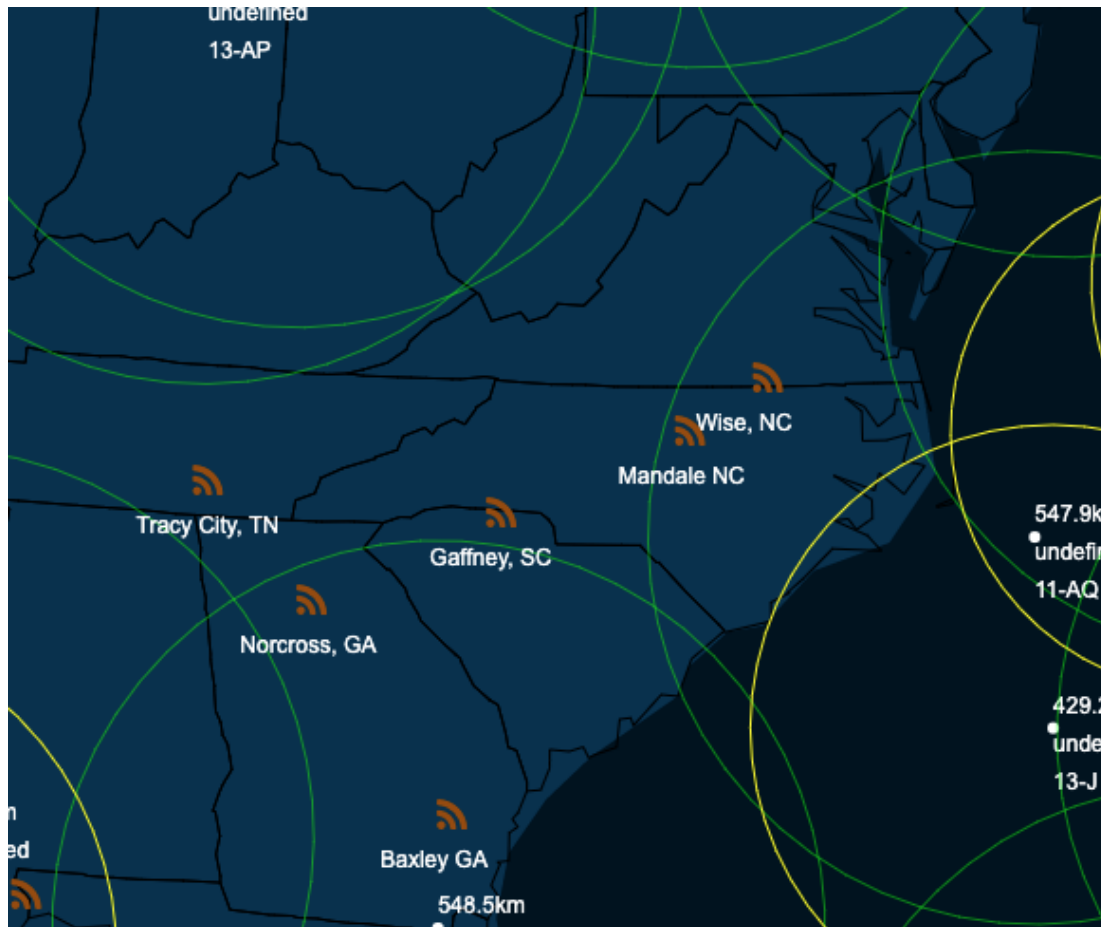 undefined
13-AP
Wise, NC
Mandale NC
Tracy City, TN
Gaffney, SC
547.9k
undefin
11-AQ
Norcross, GA
429.2
unde
13-J
m
ed
Baxley GA
548.5km